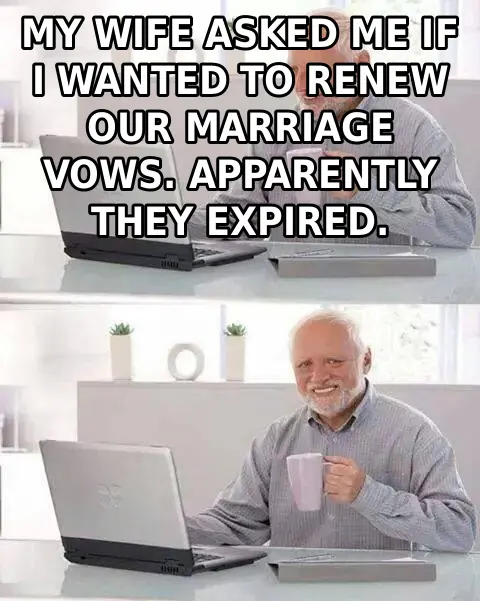 MY WIFE ASKED ME IF
I WANTED TO RENEW
OUR MARRIAGE
VOWS. APPARENTLY
THEY EXPIRED.